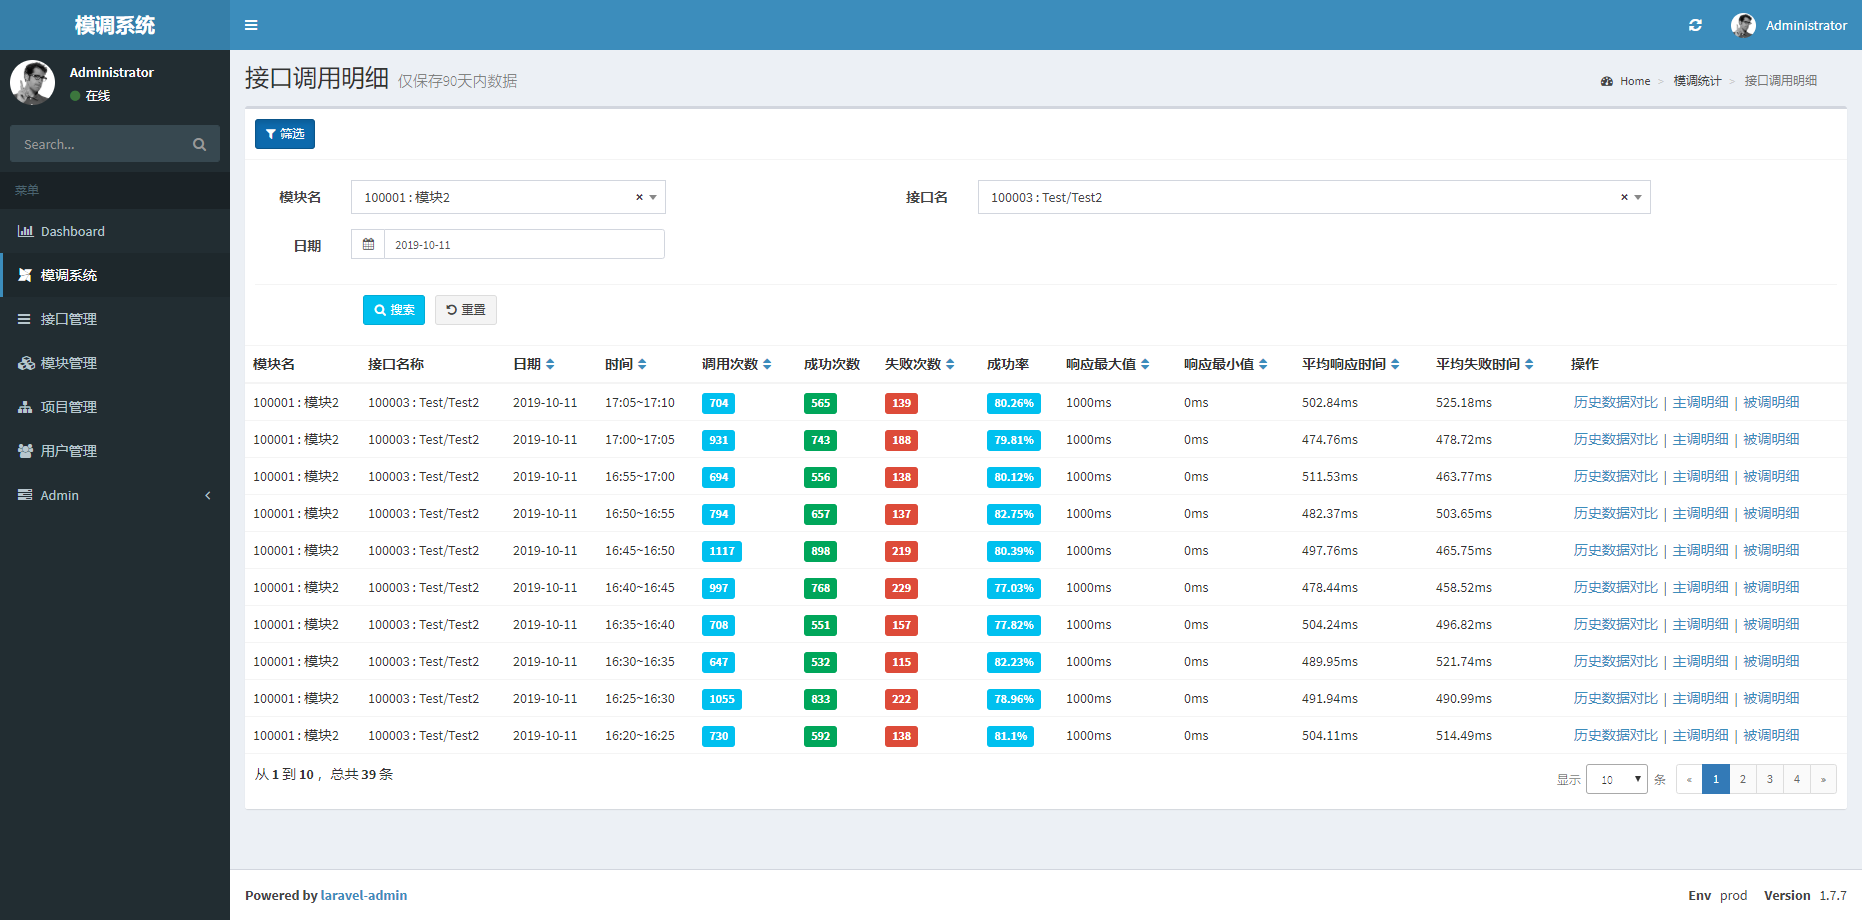 模调系统
Administrator
Administrator
在线
Search...
菜单
Dashboard
模调系统
接口管理
模块管理
项目管理
用户管理
Admin
接口调用明细 仅保存90天内数据
Home > 模调统计 > 接口调用明细
筛选
模块名 100001 : 模块2 × 接口名 100003 : Test/Test2 ×
日期 2019-10-11
搜索 重置
模块名 接口名称 日期 时间 调用次数 成功次数 失败次数 成功率 响应最大值 响应最小值 平均响应时间 平均失败时间 操作
100001 : 模块2 100003 : Test/Test2 2019-10-11 17:05~17:10 704 565 139 80.26% 1000ms 0ms 502.84ms 525.18ms 历史数据对比 | 主调明细 | 被调明细
100001 : 模块2 100003 : Test/Test2 2019-10-11 17:00~17:05 931 743 188 79.81% 1000ms 0ms 474.76ms 478.72ms 历史数据对比 | 主调明细 | 被调明细
100001 : 模块2 100003 : Test/Test2 2019-10-11 16:55~17:00 694 556 138 80.12% 1000ms 0ms 511.53ms 463.77ms 历史数据对比 | 主调明细 | 被调明细
100001 : 模块2 100003 : Test/Test2 2019-10-11 16:50~16:55 794 657 137 82.75% 1000ms 0ms 482.37ms 503.65ms 历史数据对比 | 主调明细 | 被调明细
100001 : 模块2 100003 : Test/Test2 2019-10-11 16:45~16:50 1117 898 219 80.39% 1000ms 0ms 497.76ms 465.75ms 历史数据对比 | 主调明细 | 被调明细
100001 : 模块2 100003 : Test/Test2 2019-10-11 16:40~16:45 997 768 229 77.03% 1000ms 0ms 478.44ms 458.52ms 历史数据对比 | 主调明细 | 被调明细
100001 : 模块2 100003 : Test/Test2 2019-10-11 16:35~16:40 708 551 157 77.82% 1000ms 0ms 504.24ms 496.82ms 历史数据对比 | 主调明细 | 被调明细
100001 : 模块2 100003 : Test/Test2 2019-10-11 16:30~16:35 647 532 115 82.23% 1000ms 0ms 489.95ms 521.74ms 历史数据对比 | 主调明细 | 被调明细
100001 : 模块2 100003 : Test/Test2 2019-10-11 16:25~16:30 1055 833 222 78.96% 1000ms 0ms 491.94ms 490.99ms 历史数据对比 | 主调明细 | 被调明细
100001 : 模块2 100003 : Test/Test2 2019-10-11 16:20~16:25 730 592 138 81.1% 1000ms 0ms 504.11ms 514.49ms 历史数据对比 | 主调明细 | 被调明细
从 1 到 10 ，总共 39 条 显示 10 条 « 1 2 3 4 »
Powered by laravel-admin Env prod Version 1.7.7